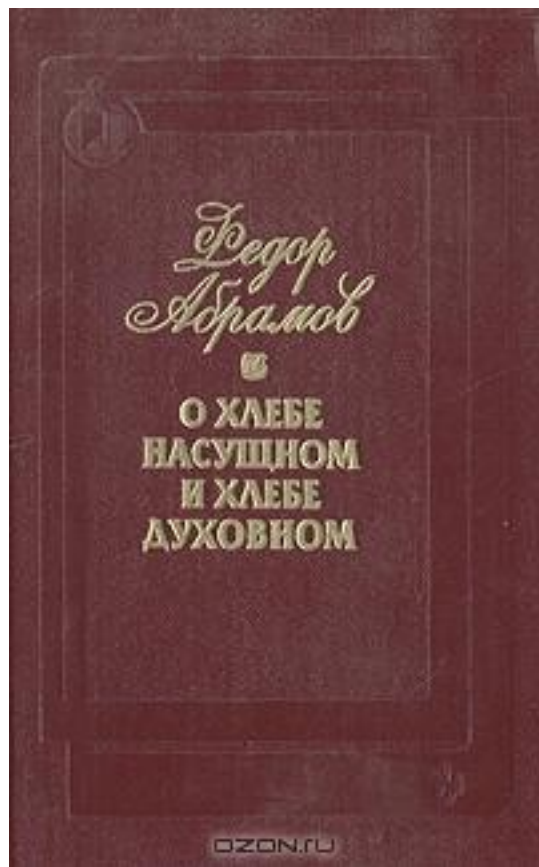 Федор
Абрамов
О ХЛЕБЕ
НАСУЩНОМ
И ХЛЕБЕ
ДУХОВНОМ
OZON.ru